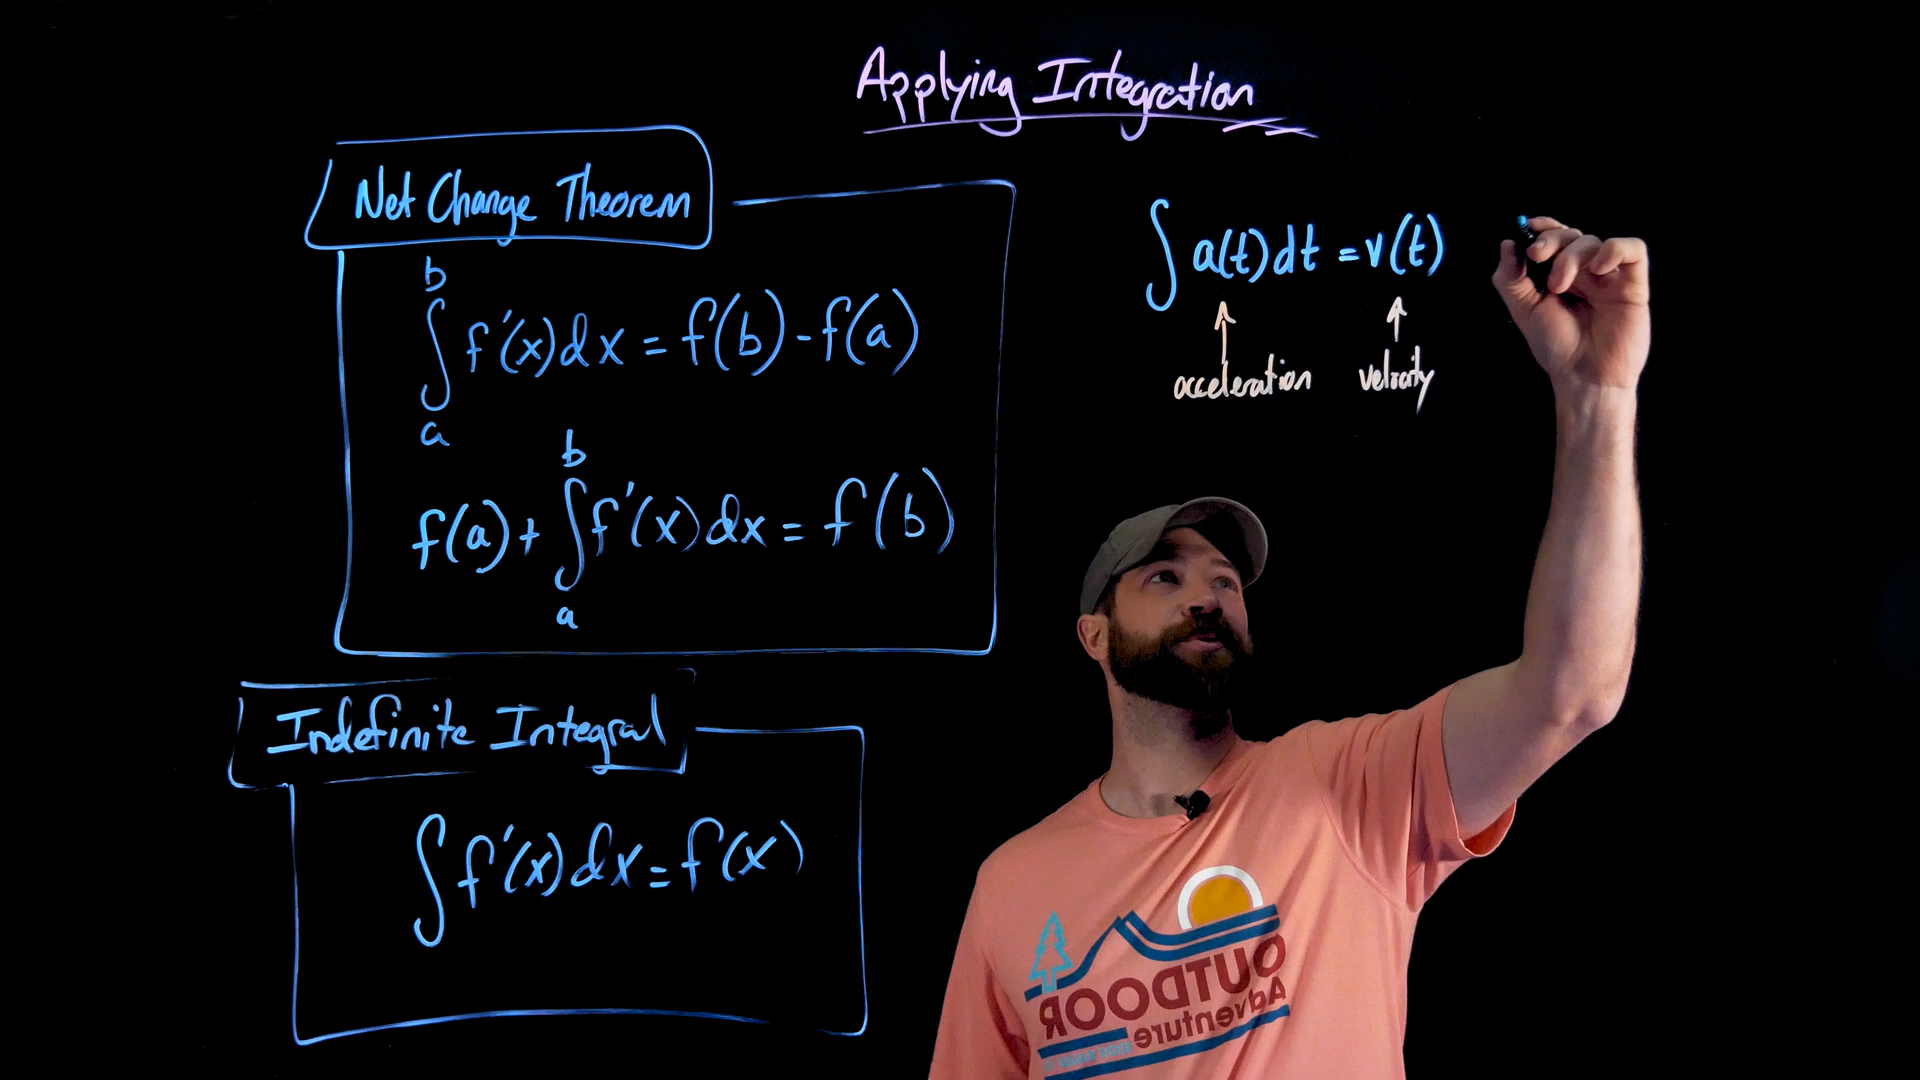 Applying Integration
Net Change Theorem
b
∫ f'(x)dx = f(b) - f(a)
a
b
f(a) + ∫ f'(x)dx = f(b)
a
Indefinite Integral
∫ f'(x)dx = f(x)
∫ a(t)dt = v(t)
acceleration velocity
OUTDOOR
Adventure